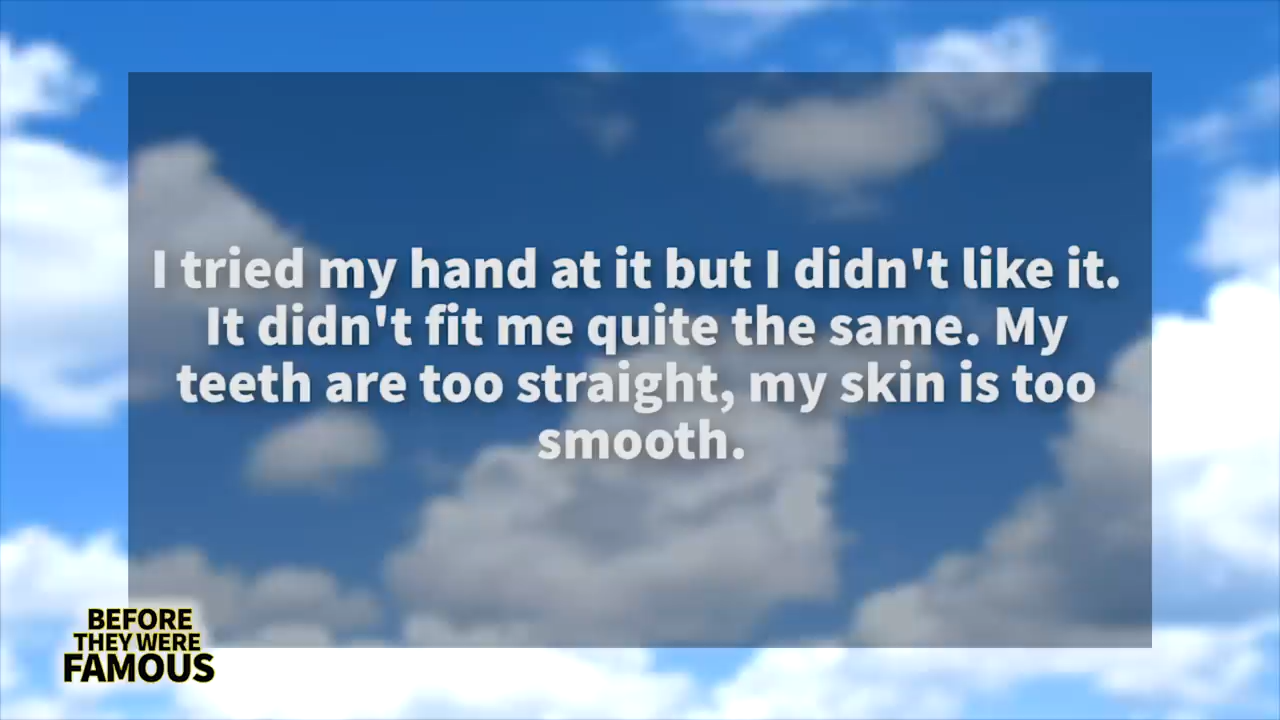 I tried my hand at it but I didn't like it.
It didn't fit me quite the same. My
teeth are too straight, my skin is too
smooth.
BEFORE
THEY WERE
FAMOUS